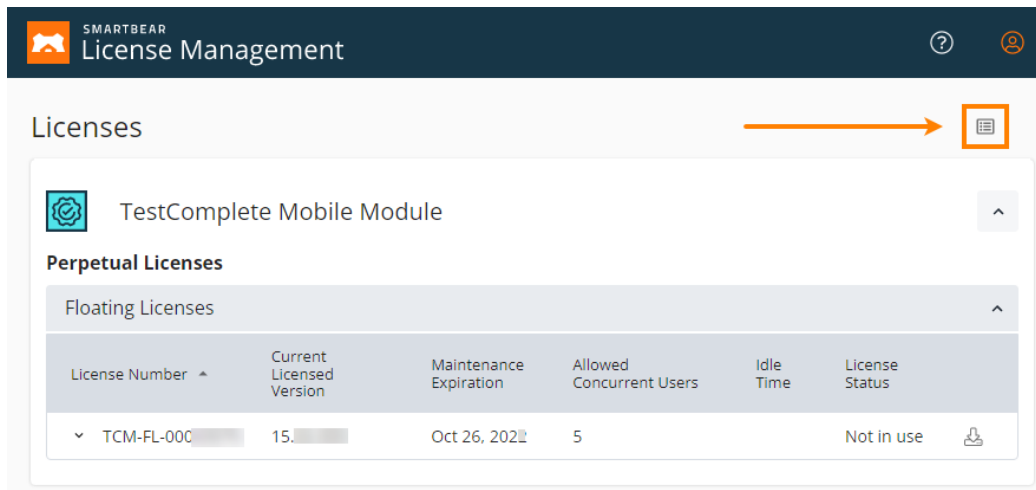 SMARTBEAR
License Management
Licenses
TestComplete Mobile Module
Perpetual Licenses
Floating Licenses
License Number
Current Licensed Version
Maintenance Expiration
Allowed Concurrent Users
Idle Time
License Status
TCM-FL-000
15.
Oct 26, 202
5
Not in use